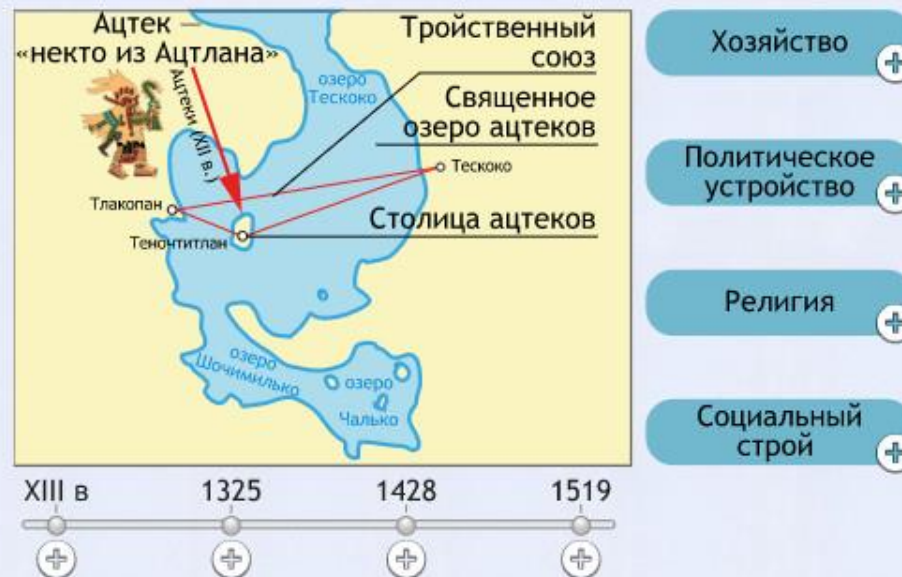 Ацтек
«некто из Ацтлана»
Ацтеки (XII в.)
озеро
Тескоко
Тройственный
союз
Священное
озеро ацтеков
Тескоко
Тлакопан
Теночтитлан
Столица ацтеков
озеро
Шочимилько
озеро
Чалько
Хозяйство
Политическое
устройство
Религия
Социальный
строй
XIII в
1325
1428
1519